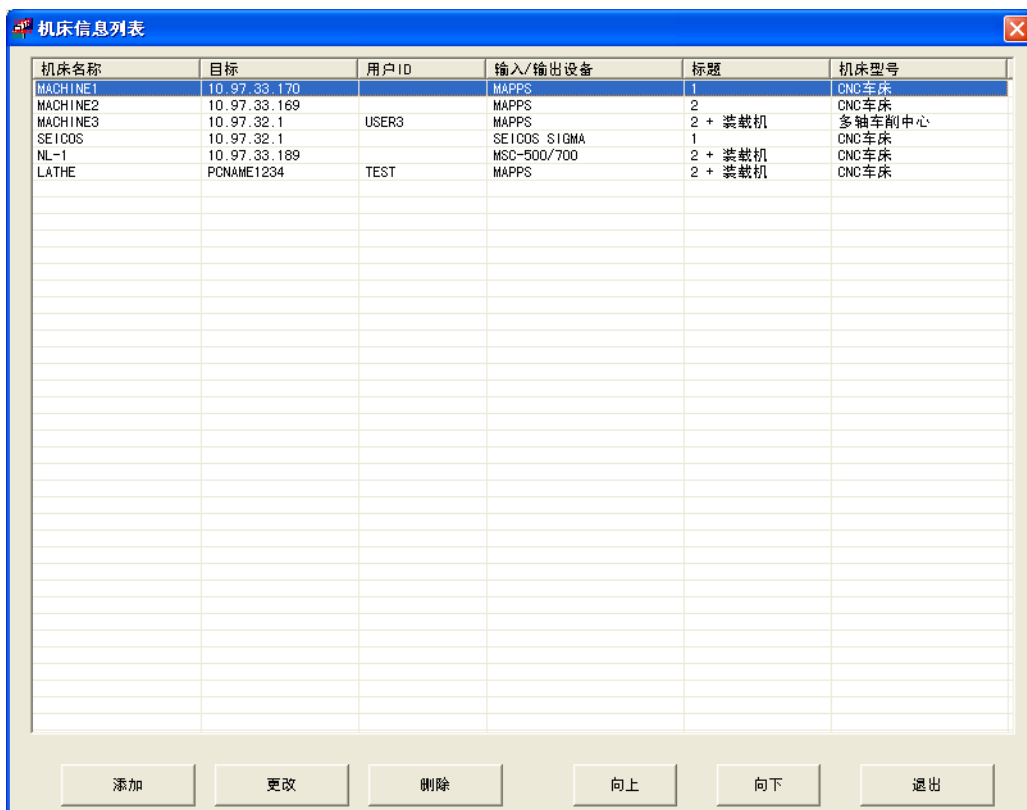 机床信息列表
机床名称 目标 用户ID 输入/输出设备 标题 机床型号
MACHINE1 10.97.33.170 MAPPS 1 CNC车床
MACHINE2 10.97.33.169 MAPPS 2 CNC车床
MACHINE3 10.97.32.1 USER3 MAPPS 2 + 装载机 多轴车削中心
SEICOS 10.97.32.1 SEICOS SIGMA 1 CNC车床
NL-1 10.97.33.189 MSC-500/700 2 + 装载机 CNC车床
LATHE PCNAME1234 TEST MAPPS 2 + 装载机 CNC车床
添加 更改 删除 向上 向下 退出